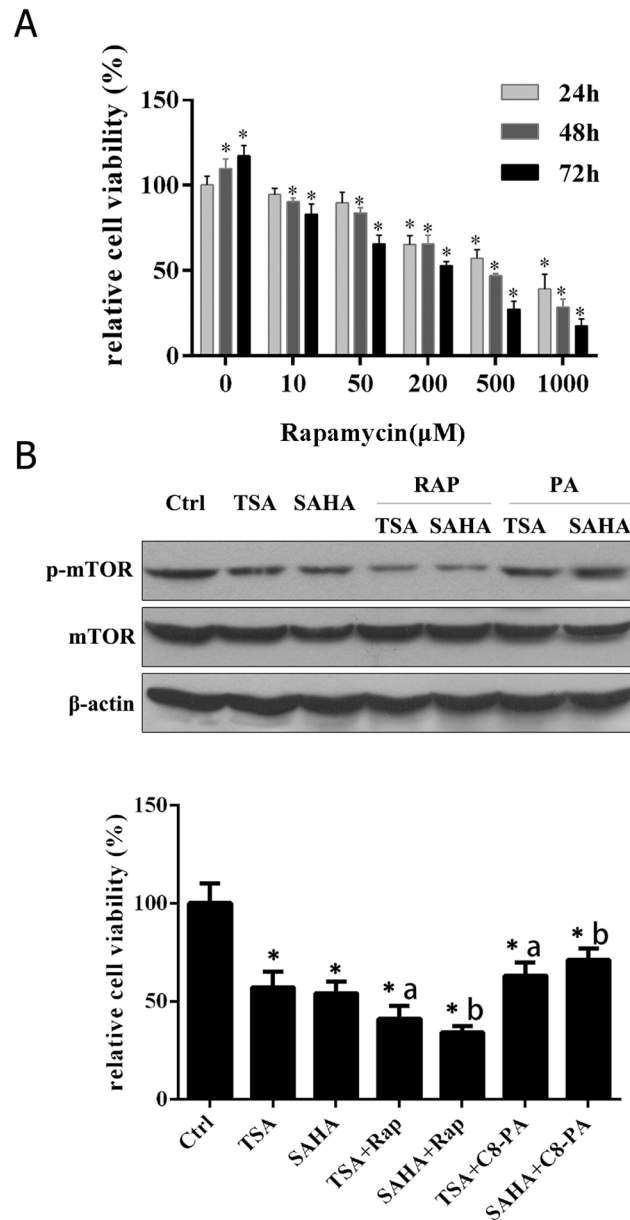 A
relative cell viability (%)
150
100
50
0
24h
48h
72h
* *
* *
* *
* * *
* * *
* * *
0 10 50 200 500 1000
Rapamycin(μM)
B
Ctrl TSA SAHA RAP PA
TSA SAHA TSA SAHA
p-mTOR
mTOR
β-actin
relative cell viability (%)
150
100
50
0
* * * a * b * a * b
Ctrl TSA SAHA TSA+Rap SAHA+Rap TSA+C8-PA SAHA+C8-PA